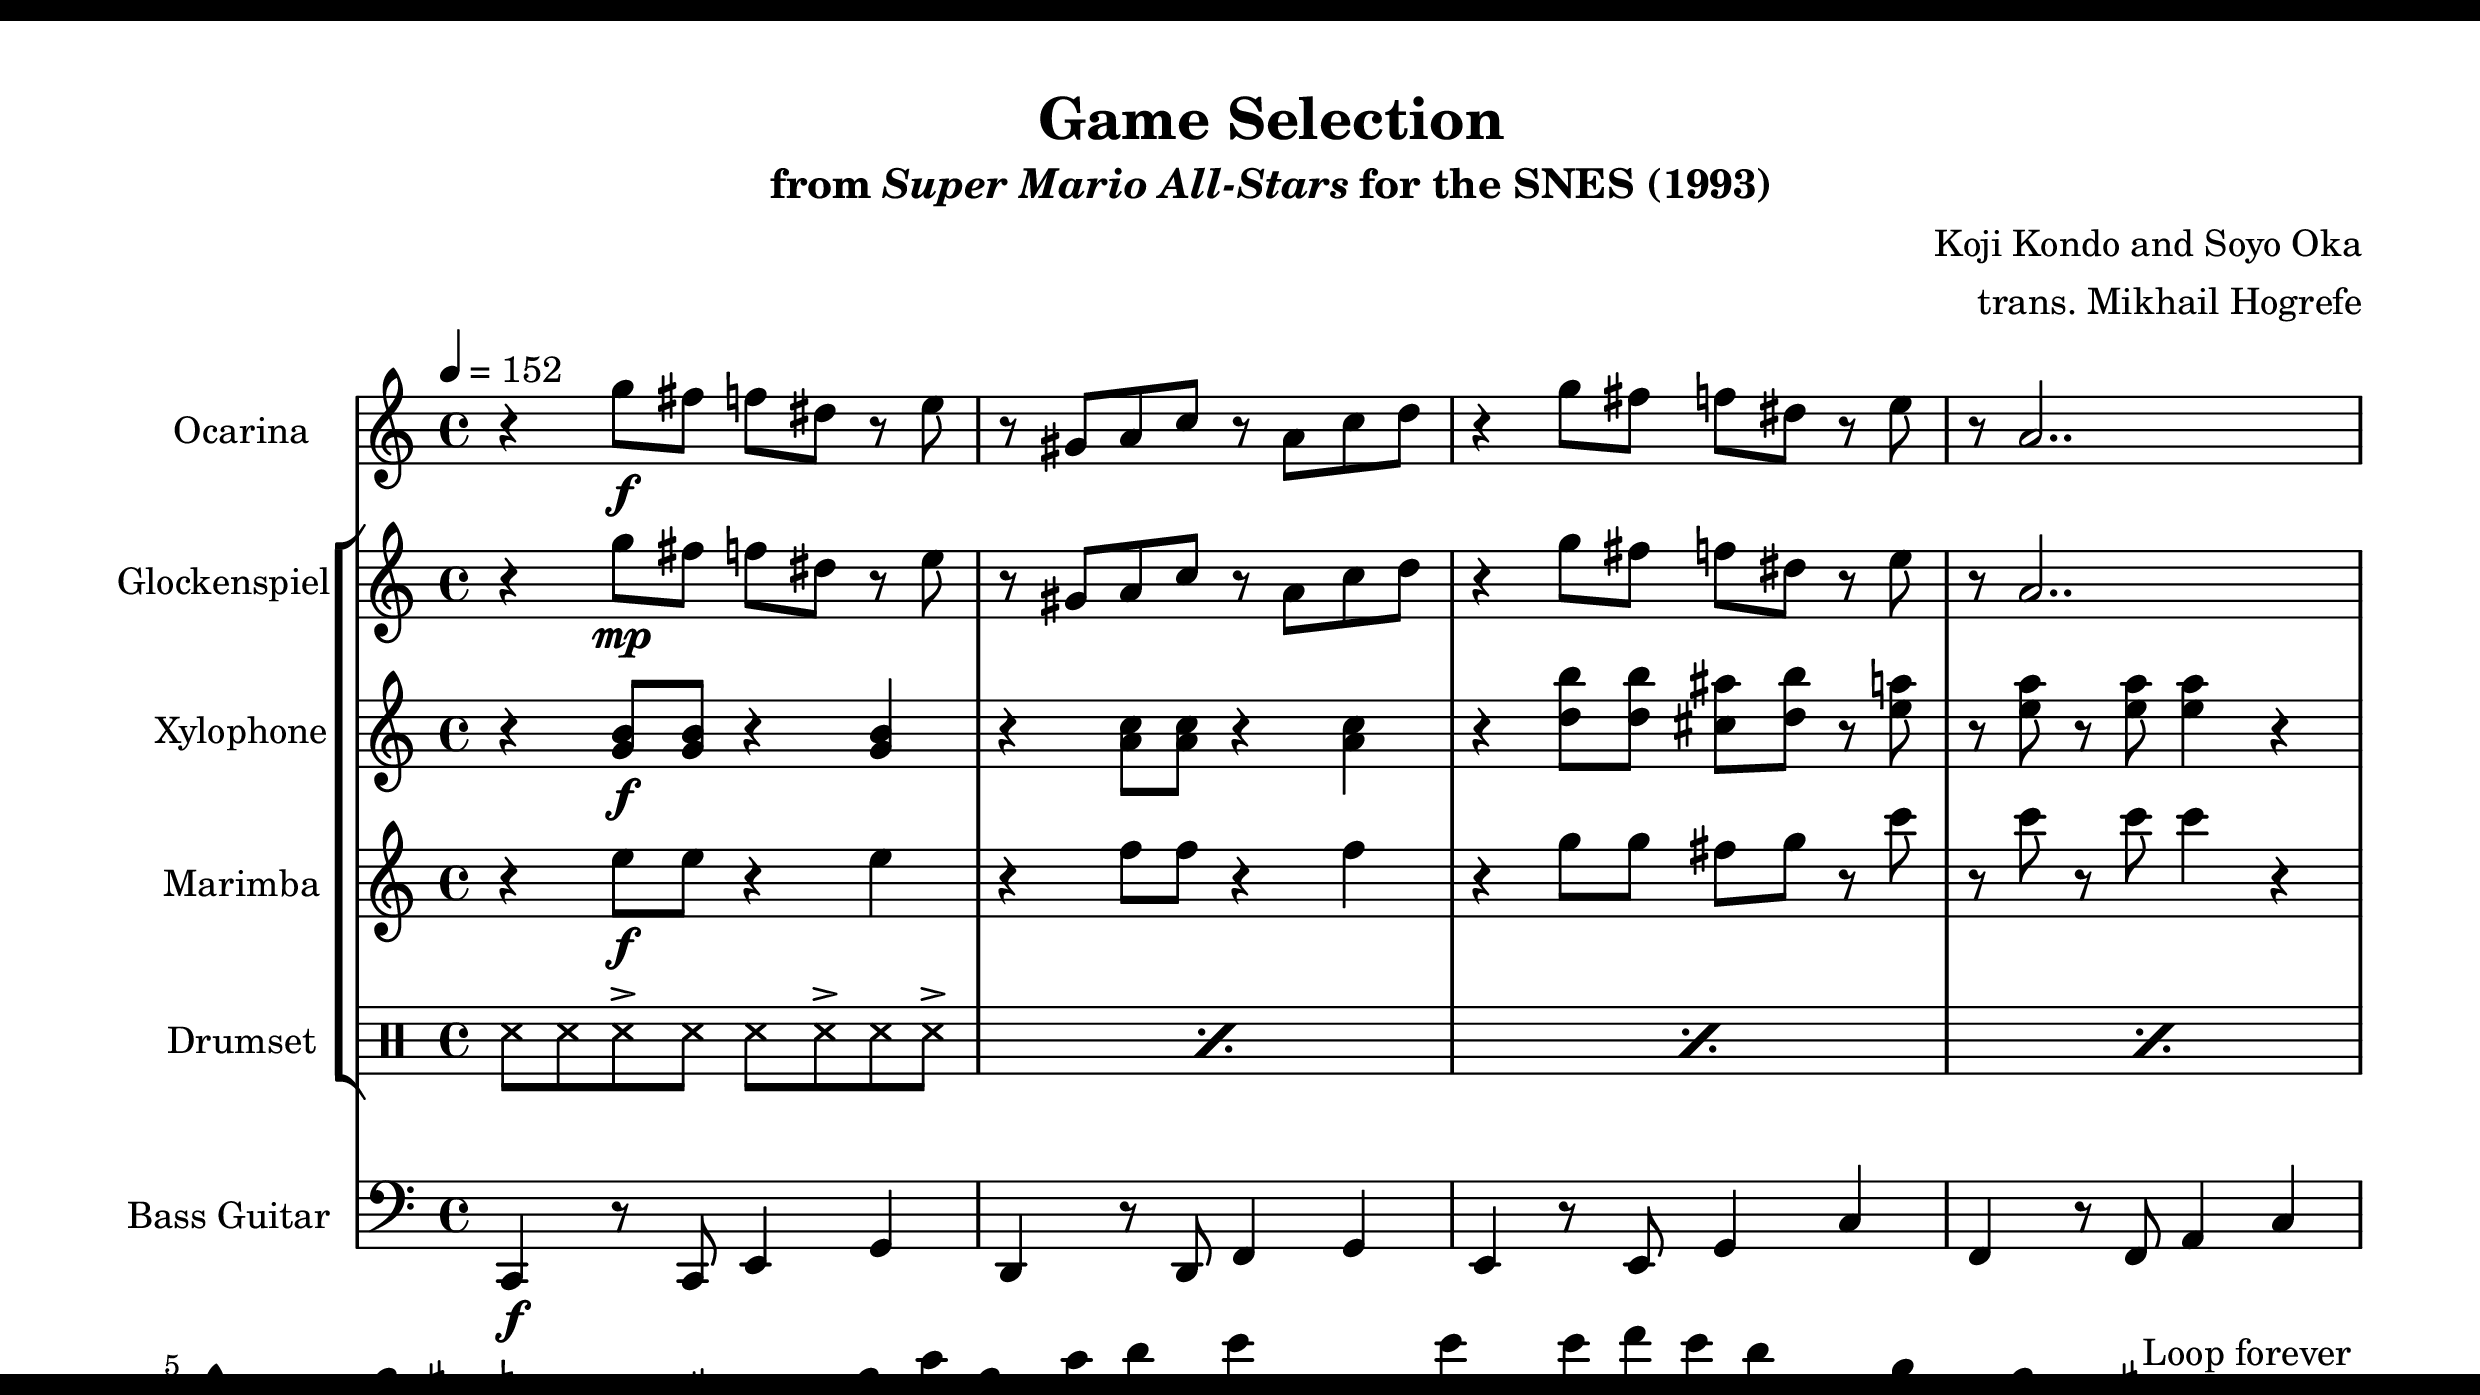 Game Selection
from Super Mario All-Stars for the SNES (1993)
Koji Kondo and Soyo Oka
trans. Mikhail Hogrefe
= 152
Ocarina
f
Glockenspiel
mp
Xylophone
f
Marimba
f
Drumset
Bass Guitar
f
5
Loop forever